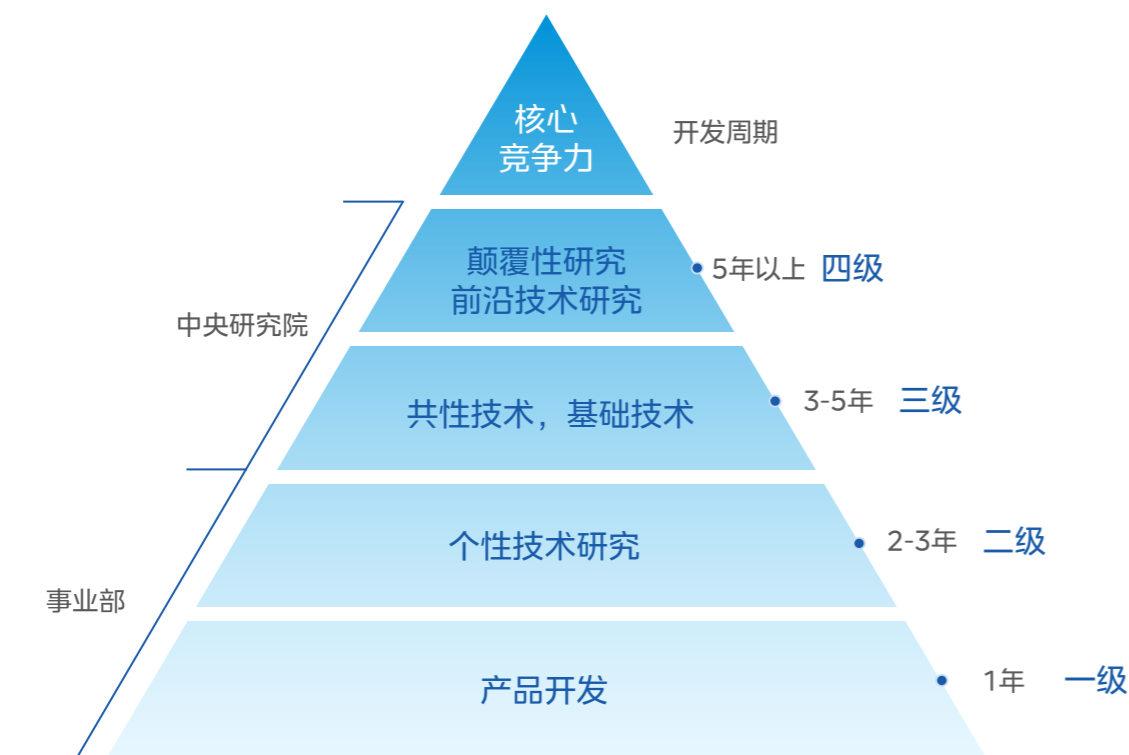 核心
竞争力
开发周期
颠覆性研究
前沿技术研究
5年以上 四级
中央研究院
共性技术，基础技术
3-5年 三级
个性技术研究
2-3年 二级
事业部
产品开发
1年 一级